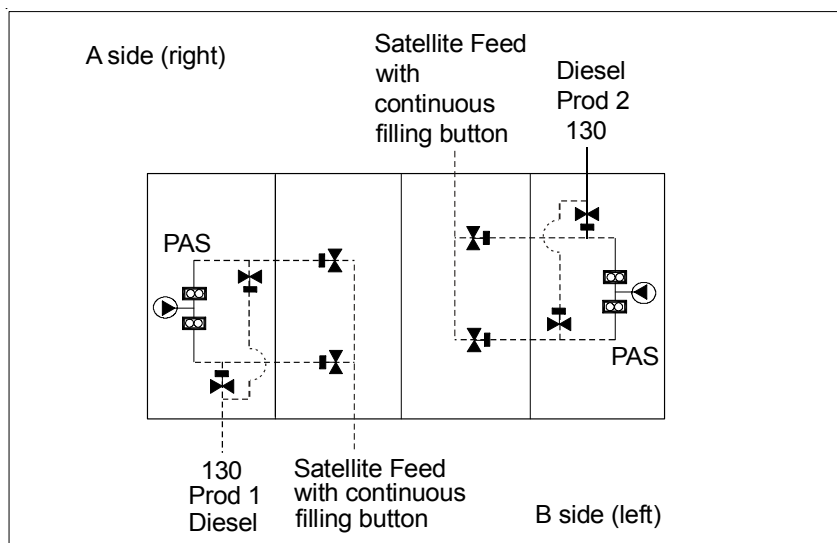 A side (right)
Satellite Feed
with
continuous
filling button
Diesel
Prod 2
130
PAS
PAS
130
Prod 1
Diesel
Satellite Feed
with continuous
filling button
B side (left)